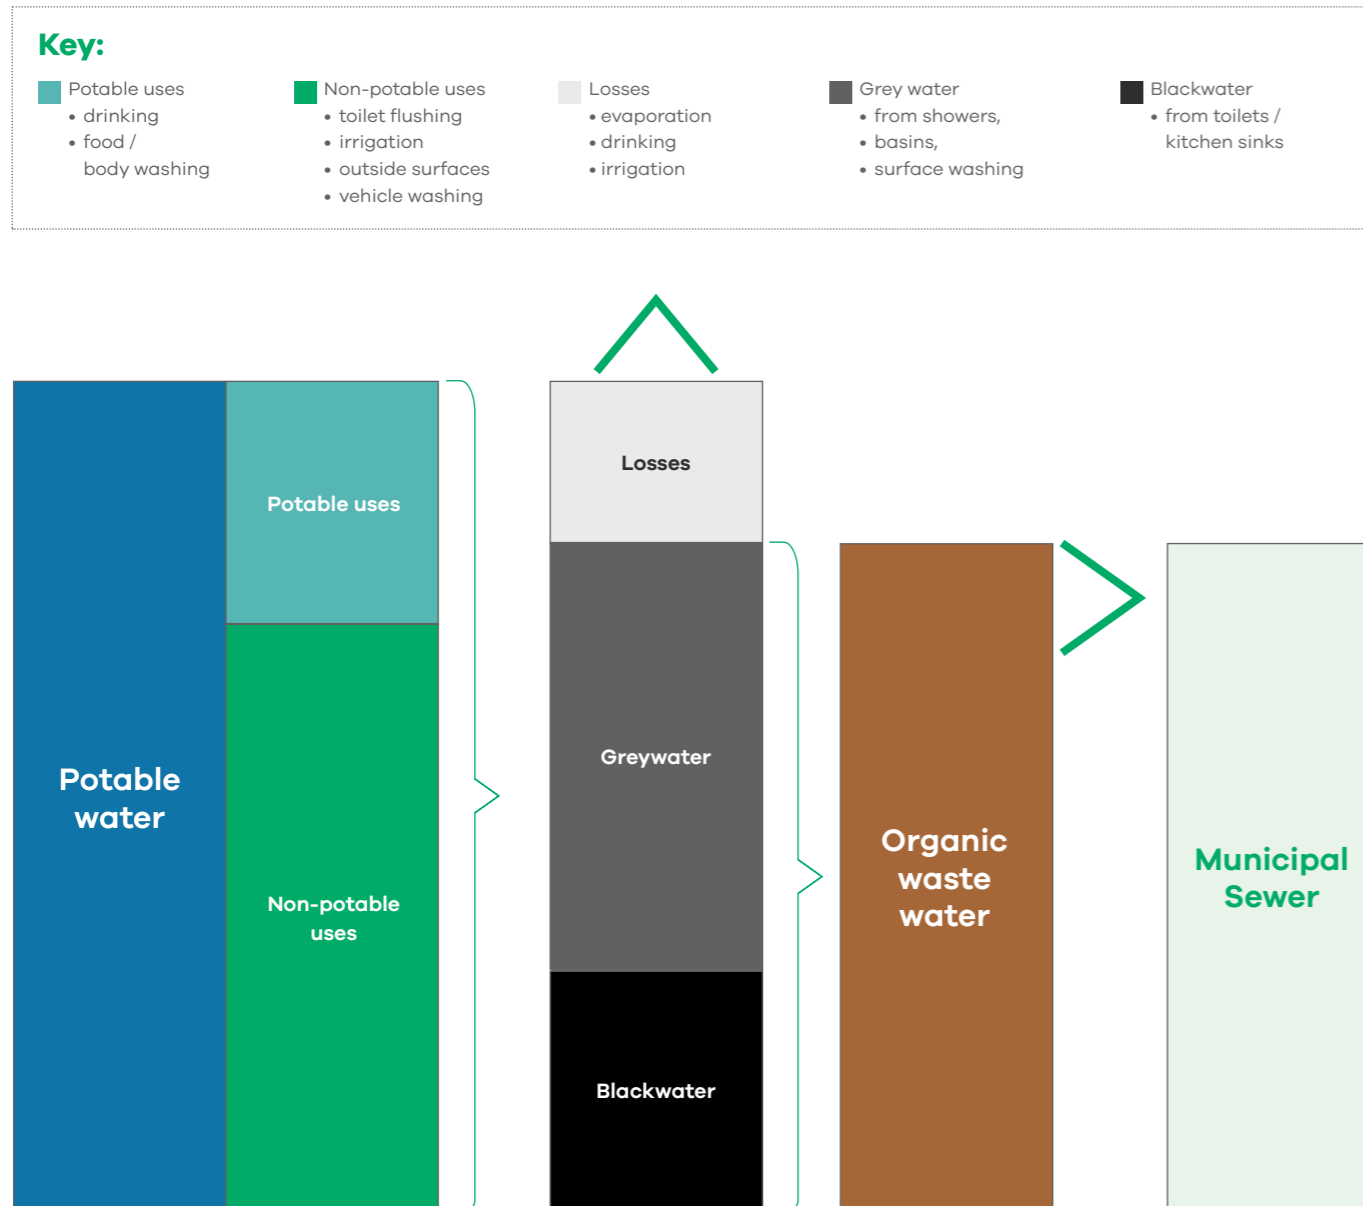 Key:
Potable uses
• drinking
• food /
body washing
Non-potable uses
• toilet flushing
• irrigation
• outside surfaces
• vehicle washing
Losses
• evaporation
• drinking
• irrigation
Grey water
• from showers,
• basins,
• surface washing
Blackwater
• from toilets /
kitchen sinks
Potable
water
Potable uses
Non-potable
uses
Losses
Greywater
Blackwater
Organic
waste
water
Municipal
Sewer